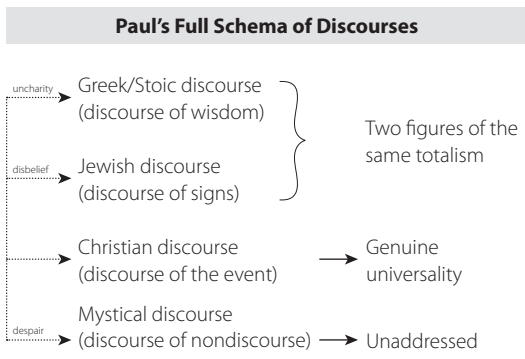 Paul's Full Schema of Discourses
uncharity
Greek/Stoic discourse
(discourse of wisdom)
Two figures of the
same totalism
disbelief
Jewish discourse
(discourse of signs)
Christian discourse
(discourse of the event)
Genuine
universality
Mystical discourse
despair
(discourse of nondiscourse)
Unaddressed